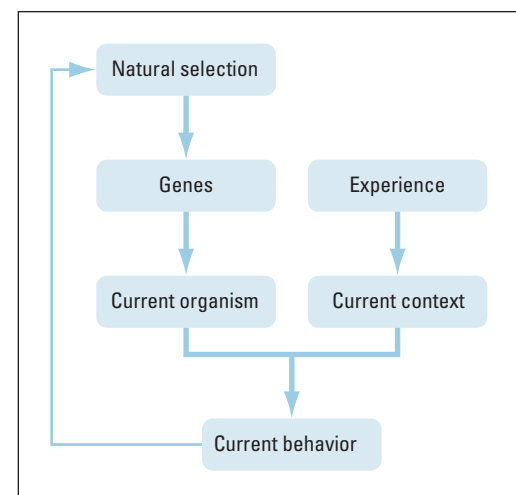 Natural selection
Genes
Experience
Current organism
Current context
Current behavior